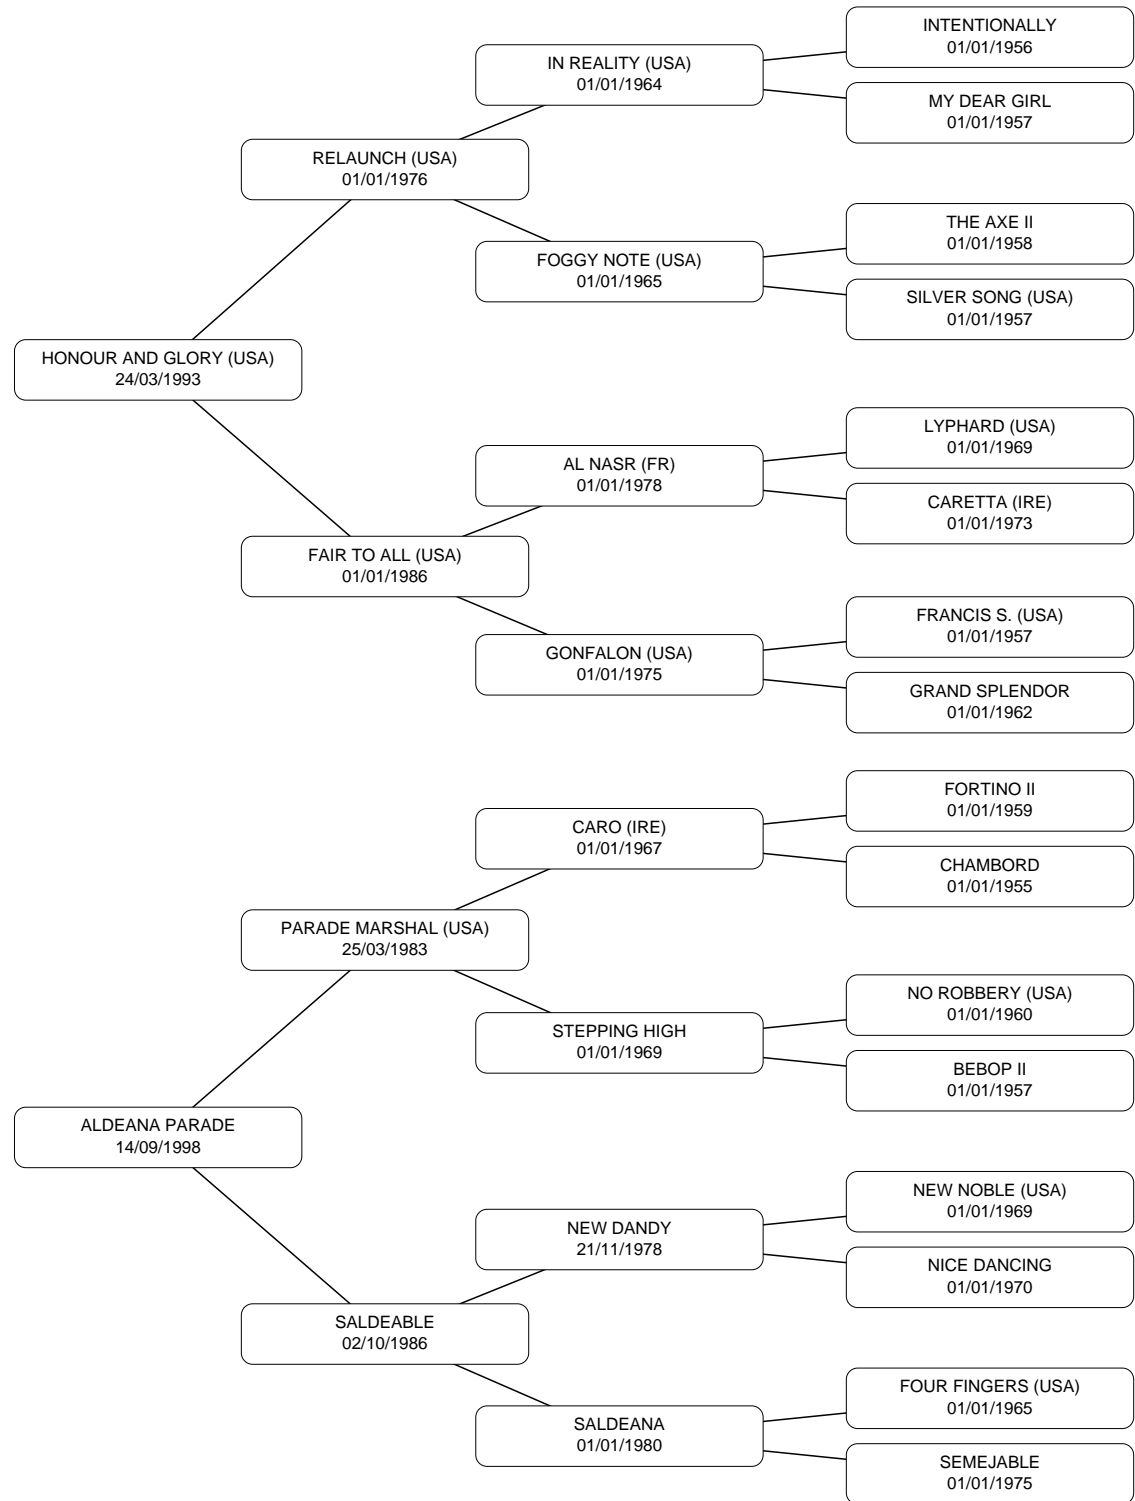 INTENTIONALLY
01/01/1956
IN REALITY (USA)
01/01/1964
MY DEAR GIRL
01/01/1957
RELAUNCH (USA)
01/01/1976
THE AXE II
01/01/1958
FOGGY NOTE (USA)
01/01/1965
SILVER SONG (USA)
01/01/1957
HONOUR AND GLORY (USA)
24/03/1993
LYPHARD (USA)
01/01/1969
AL NASR (FR)
01/01/1978
CARETTA (IRE)
01/01/1973
FAIR TO ALL (USA)
01/01/1986
FRANCIS S. (USA)
01/01/1957
GONFALON (USA)
01/01/1975
GRAND SPLENDOR
01/01/1962
FORTINO II
01/01/1959
CARO (IRE)
01/01/1967
CHAMBORD
01/01/1955
PARADE MARSHAL (USA)
25/03/1983
NO ROBBERY (USA)
01/01/1960
STEPPING HIGH
01/01/1969
BEBOP II
01/01/1957
ALDEANA PARADE
14/09/1998
NEW NOBLE (USA)
01/01/1969
NEW DANDY
21/11/1978
NICE DANCING
01/01/1970
SALDEABLE
02/10/1986
FOUR FINGERS (USA)
01/01/1965
SALDEANA
01/01/1980
SEMEJABLE
01/01/1975